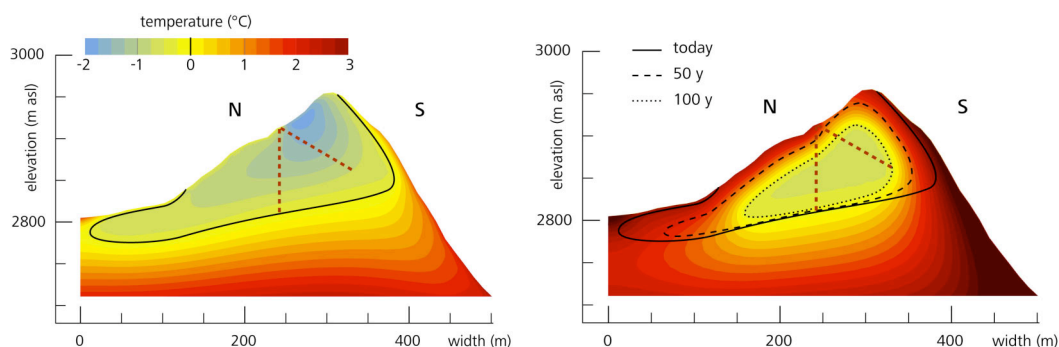 temperature (°C)
-2 -1 0 1 2 3
3000
2800
elevation (m asl)
N
S
0 200 400 width (m)
3000
2800
elevation (m asl)
today
50 y
100 y
N
S
0 200 400 width (m)